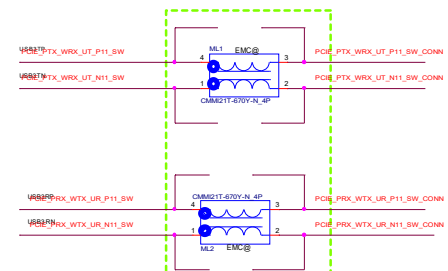 ML1 EMC@
USB3TP
PCIE_PTX_WRX_UT_P11_SW 4 3 PCIE_PTX_WRX_UT_P11_SW_CONN
USB3TN
PCIE_PTX_WRX_UT_N11_SW 1 2 PCIE_PTX_WRX_UT_N11_SW_CONN
CMMI21T-670Y-N_4P
CMMI21T-670Y-N_4P
USB3RP
PCIE_PRX_WTX_UR_P11_SW 4 3 PCIE_PRX_WTX_UR_P11_SW_CONN
USB3RN
PCIE_PRX_WTX_UR_N11_SW 1 2 PCIE_PRX_WTX_UR_N11_SW_CONN
ML2 EMC@